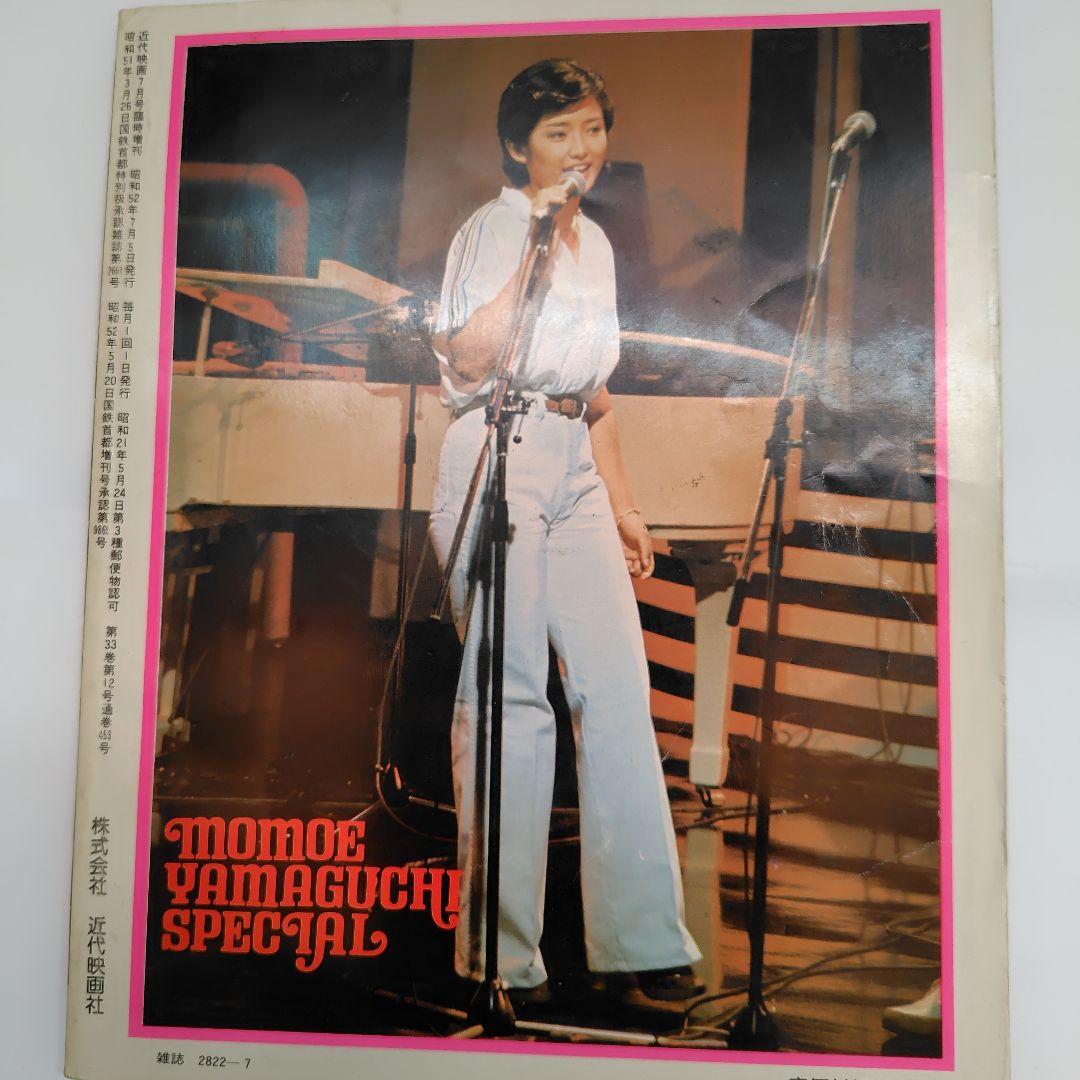 近代映画7月号臨時増刊 昭和52年7月5日発行 毎月1回1日発行 昭和21年5月24日第3種郵便物認可 第33巻第12号通巻453号
昭和51年3月26日国鉄首都特別扱承認雑誌第2661号 昭和52年5月20日国鉄首都増刊号承認第9865号
株式会社 近代映画社
MOMOE
YAMAGUCHI
SPECIAL
雑誌 2822—7